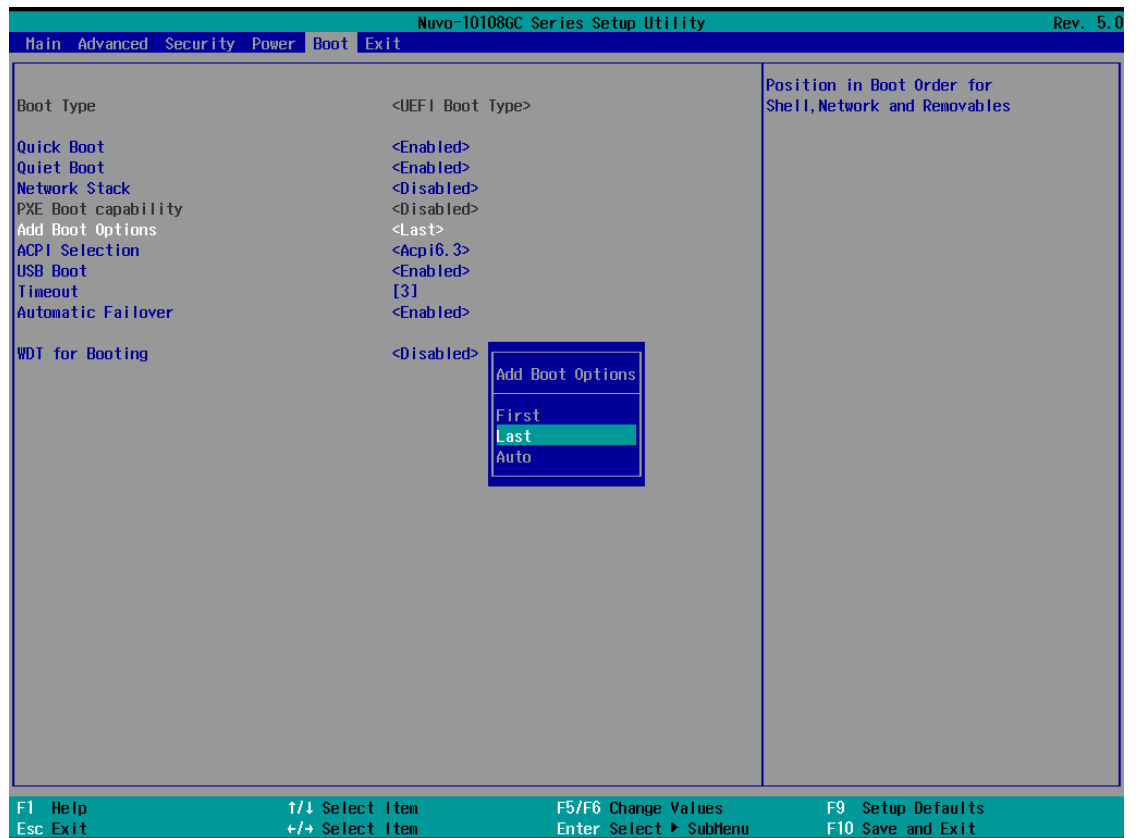 Nuvo-10108GC Series Setup Utility Rev. 5.0
Main Advanced Security Power Boot Exit
Position in Boot Order for
Shell,Network and Removables
Boot Type <UEFI Boot Type>
Quick Boot <Enabled>
Quiet Boot <Enabled>
Network Stack <Disabled>
PXE Boot capability <Disabled>
Add Boot Options <Last>
ACPI Selection <Acpi6.3>
USB Boot <Enabled>
Timeout [3]
Automatic Failover <Enabled>
WDT for Booting <Disabled>
Add Boot Options
First
Last
Auto
F1 Help ↑/↓ Select Item F5/F6 Change Values F9 Setup Defaults
Esc Exit ←/→ Select Item Enter Select ▶ SubMenu F10 Save and Exit